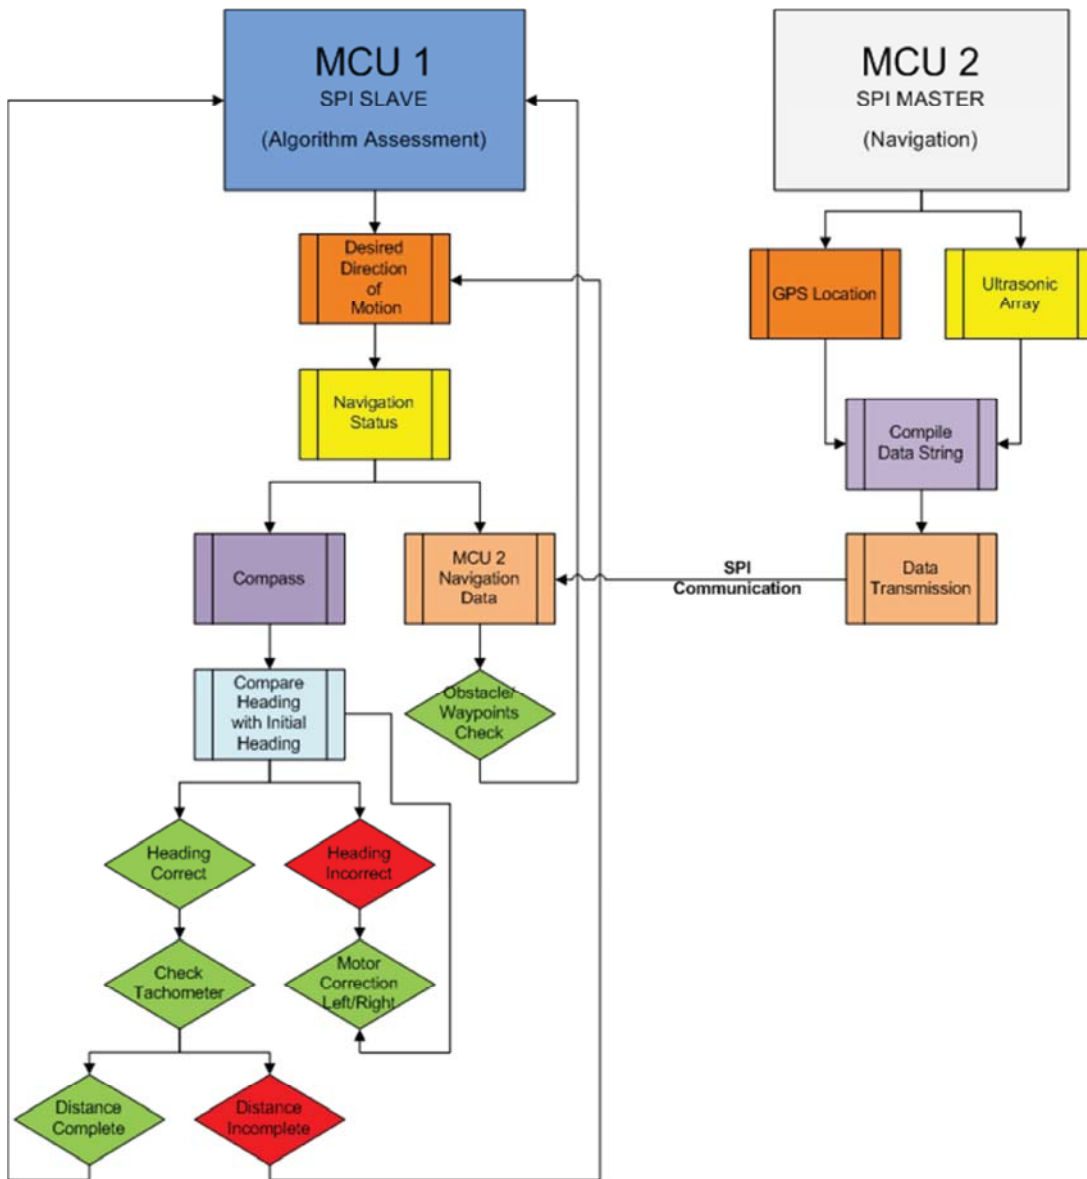 MCU 1
SPI SLAVE
(Algorithm Assessment)
MCU 2
SPI MASTER
(Navigation)
Desired
Direction
of
Motion
GPS Location
Ultrasonic
Array
Navigation
Status
Compile
Data String
Compass
MCU 2
Navigation
Data
SPI
Communication
Data
Transmission
Compare
Heading
with Initial
Heading
Obstacle/
Waypoints
Check
Heading
Correct
Heading
Incorrect
Check
Tachometer
Motor
Correction
Left/Right
Distance
Complete
Distance
Incomplete